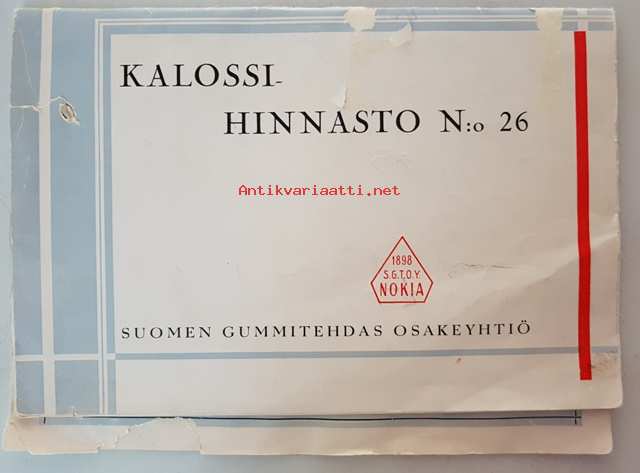 KALOSSI-
HINNASTO N:o 26
Antikvariaatti.net
1898
S.G.T.O.Y.
NOKIA
SUOMEN GUMMITEHDAS OSAKEYHTIÖ